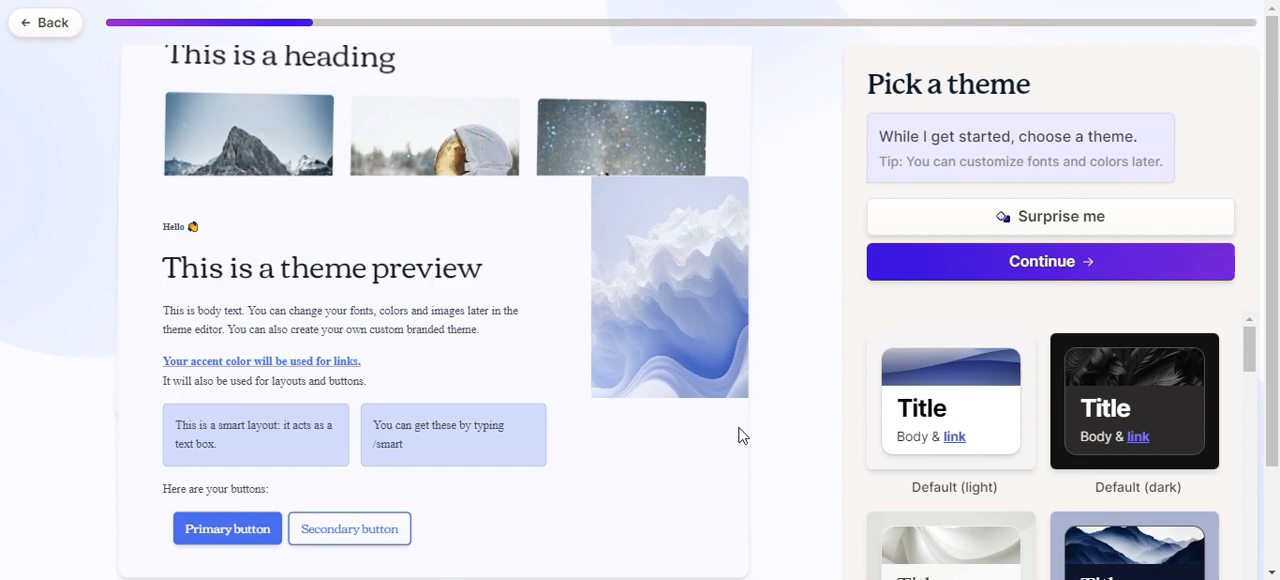 ← Back
This is a heading
Hello 👋
This is a theme preview
This is body text. You can change your fonts, colors and images later in the
theme editor. You can also create your own custom branded theme.
Your accent color will be used for links.
It will also be used for layouts and buttons.
This is a smart layout: it acts as a
text box.
You can get these by typing
/smart
Here are your buttons:
Primary button
Secondary button
Pick a theme
While I get started, choose a theme.
Tip: You can customize fonts and colors later.
Surprise me
Continue →
Title
Body & link
Default (light)
Title
Body & link
Default (dark)